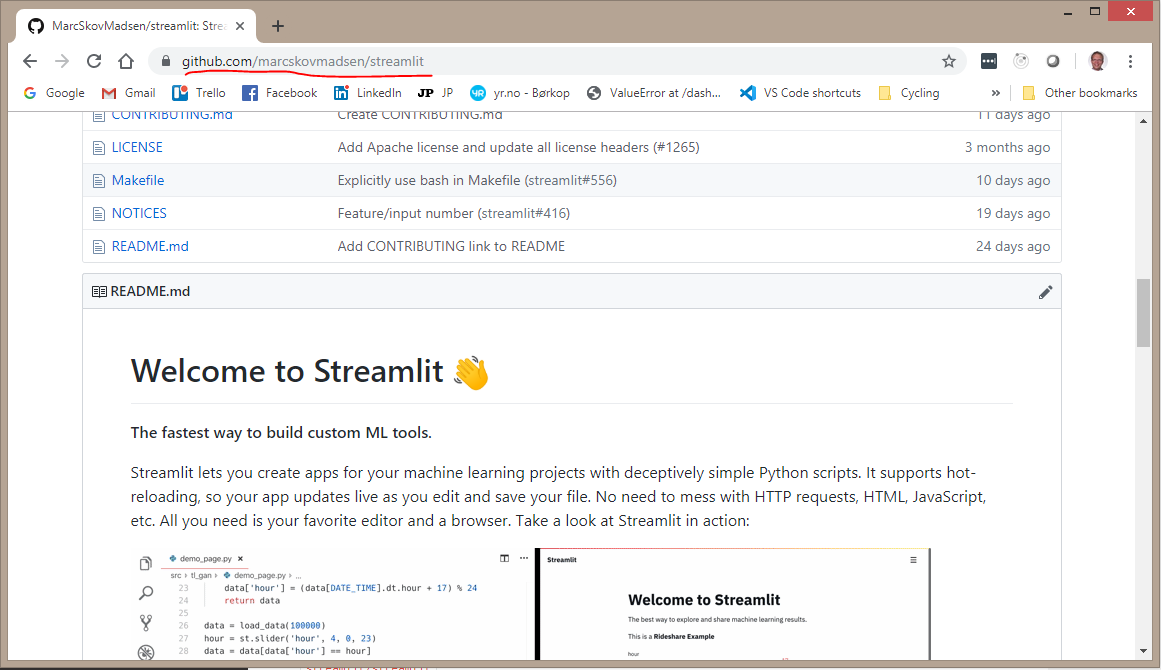 MarcSkovMadsen/streamlit: Strea
github.com/marcskovmadsen/streamlit
Google Gmail Trello Facebook LinkedIn JP JP yr.no - Børkop ValueError at /dash... VS Code shortcuts Cycling » Other bookmarks
CONTRIBUTING.md Create CONTRIBUTING.md 11 days ago
LICENSE Add Apache license and update all license headers (#1265) 3 months ago
Makefile Explicitly use bash in Makefile (streamlit#556) 10 days ago
NOTICES Feature/input number (streamlit#416) 19 days ago
README.md Add CONTRIBUTING link to README 24 days ago
README.md
Welcome to Streamlit 👋
The fastest way to build custom ML tools.
Streamlit lets you create apps for your machine learning projects with deceptively simple Python scripts. It supports hot-
reloading, so your app updates live as you edit and save your file. No need to mess with HTTP requests, HTML, JavaScript,
etc. All you need is your favorite editor and a browser. Take a look at Streamlit in action:
demo_page.py
src › tl_gan › demo_page.py › ...
23 data['hour'] = (data[DATE_TIME].dt.hour + 17) % 24
24 return data
25
26 data = load_data(100000)
27 hour = st.slider('hour', 4, 0, 23)
28 data = data[data['hour'] == hour]
Streamlit
Welcome to Streamlit
The best way to explore and share machine learning results.
This is a Rideshare Example
hour